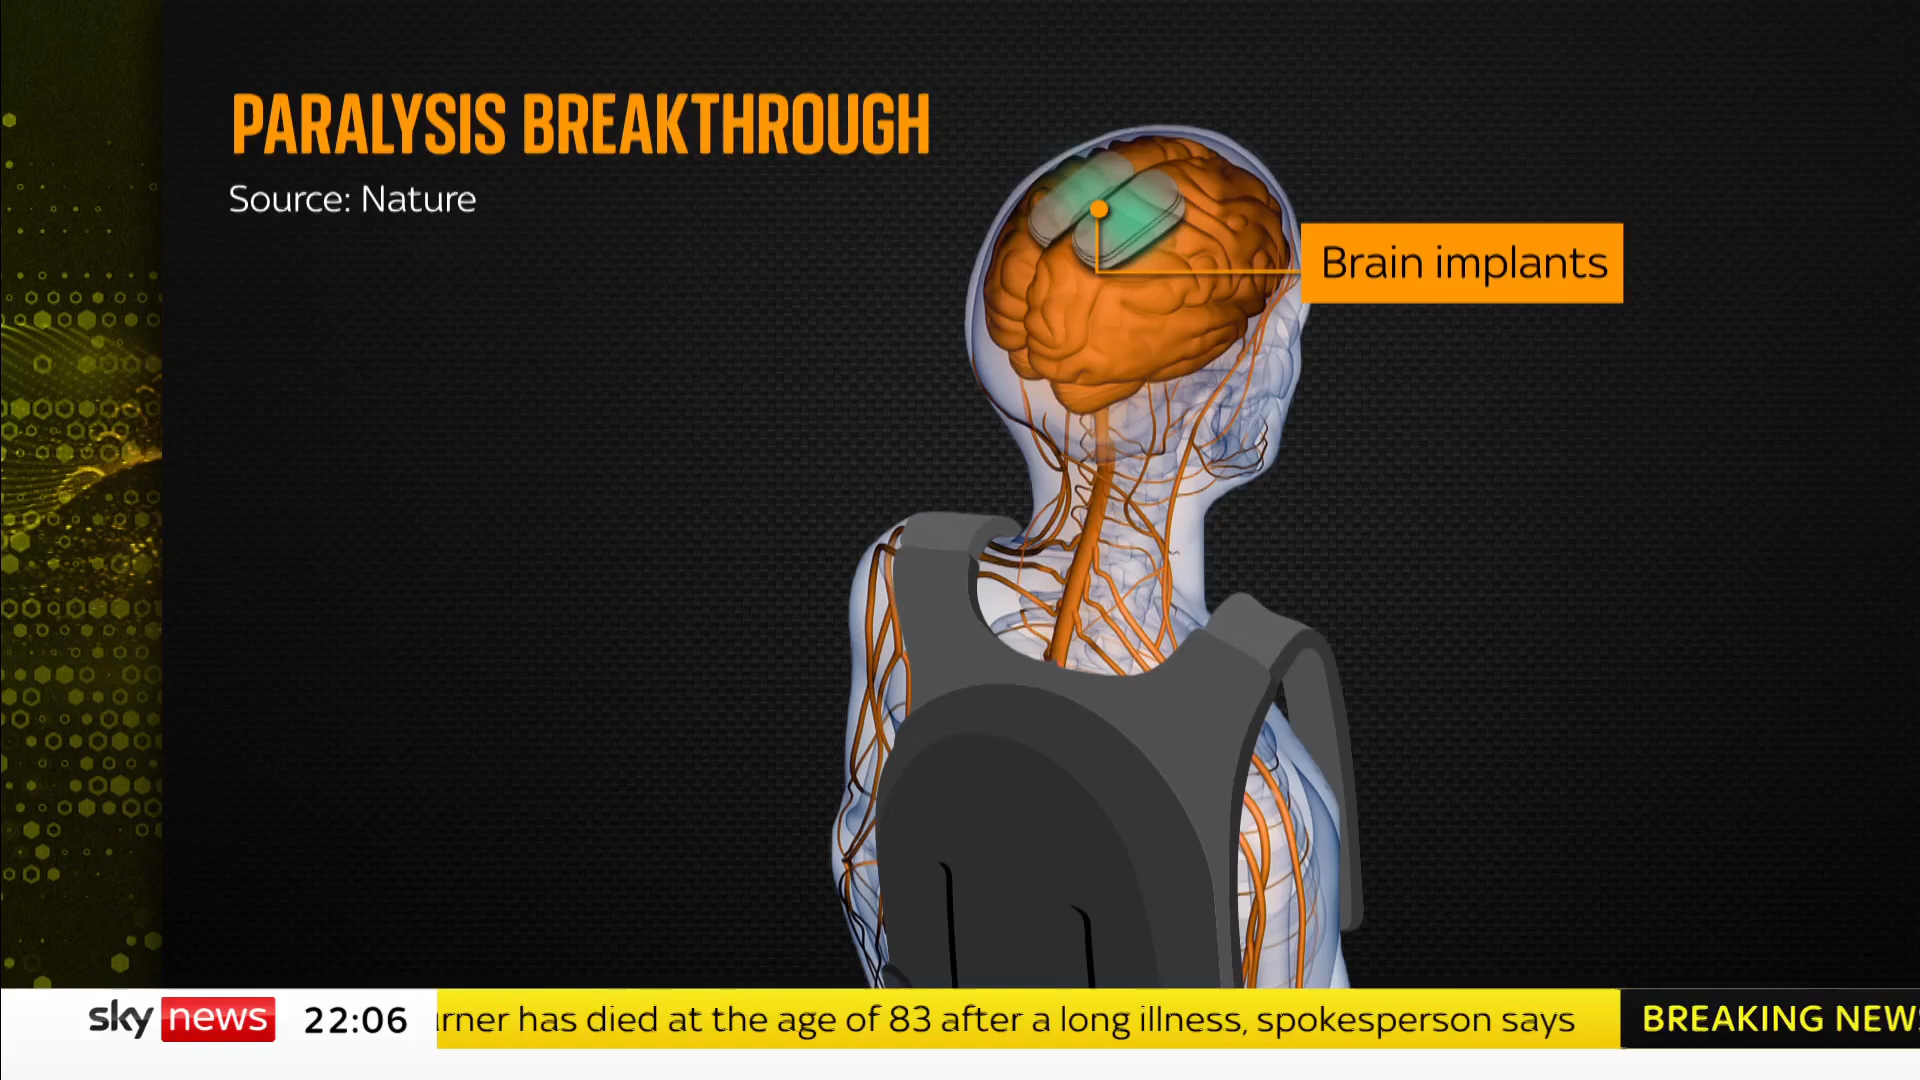 PARALYSIS BREAKTHROUGH
Source: Nature
Brain implants
sky news 22:06 rner has died at the age of 83 after a long illness, spokesperson says BREAKING NEWS